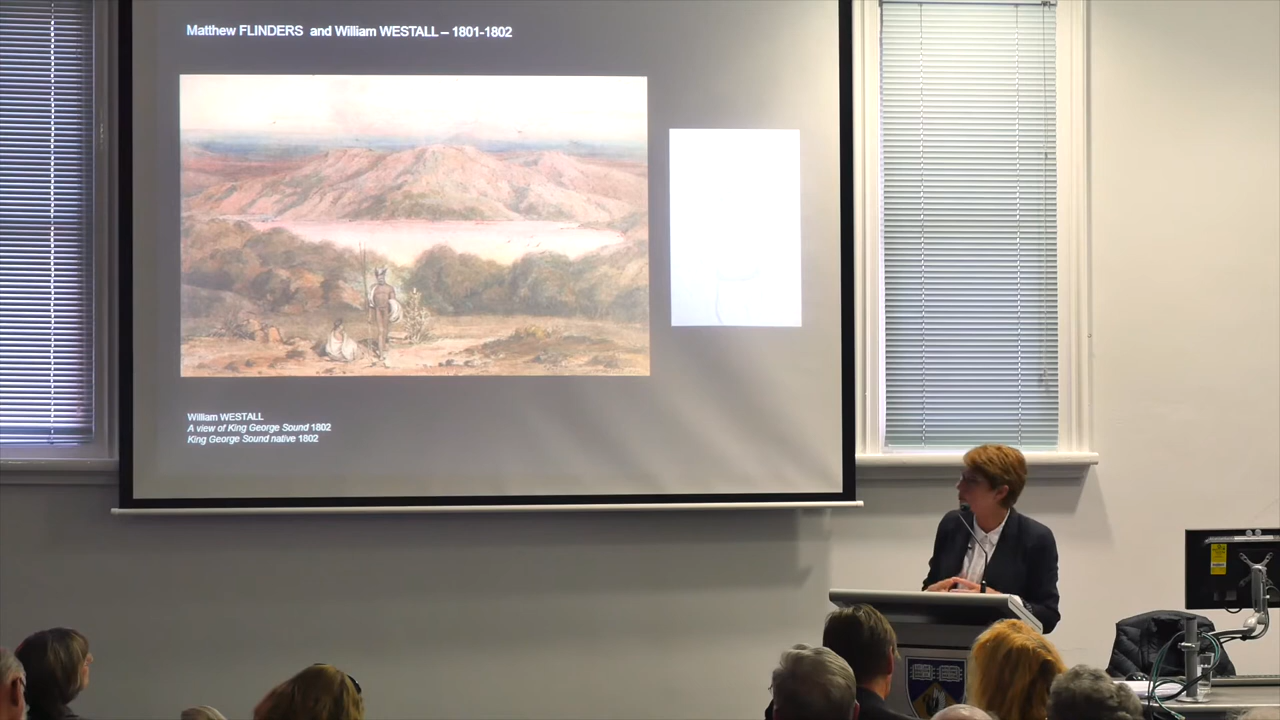 Matthew FLINDERS and William WESTALL – 1801-1802
William WESTALL
A view of King George Sound 1802
King George Sound native 1802